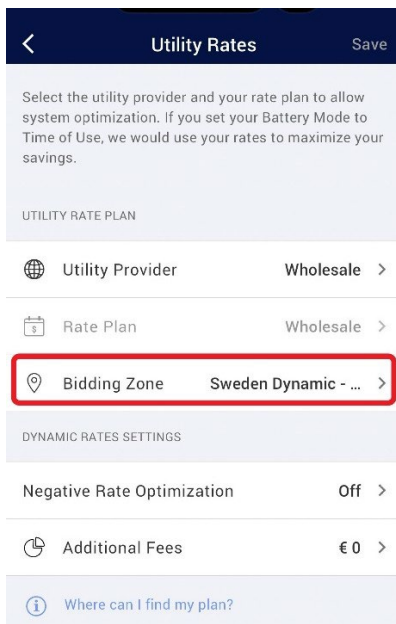 Utility Rates Save
Select the utility provider and your rate plan to allow
system optimization. If you set your Battery Mode to
Time of Use, we would use your rates to maximize your
savings.
UTILITY RATE PLAN
Utility Provider Wholesale
$ Rate Plan Wholesale
Bidding Zone Sweden Dynamic - ...
DYNAMIC RATES SETTINGS
Negative Rate Optimization Off
Additional Fees € 0
i Where can I find my plan?